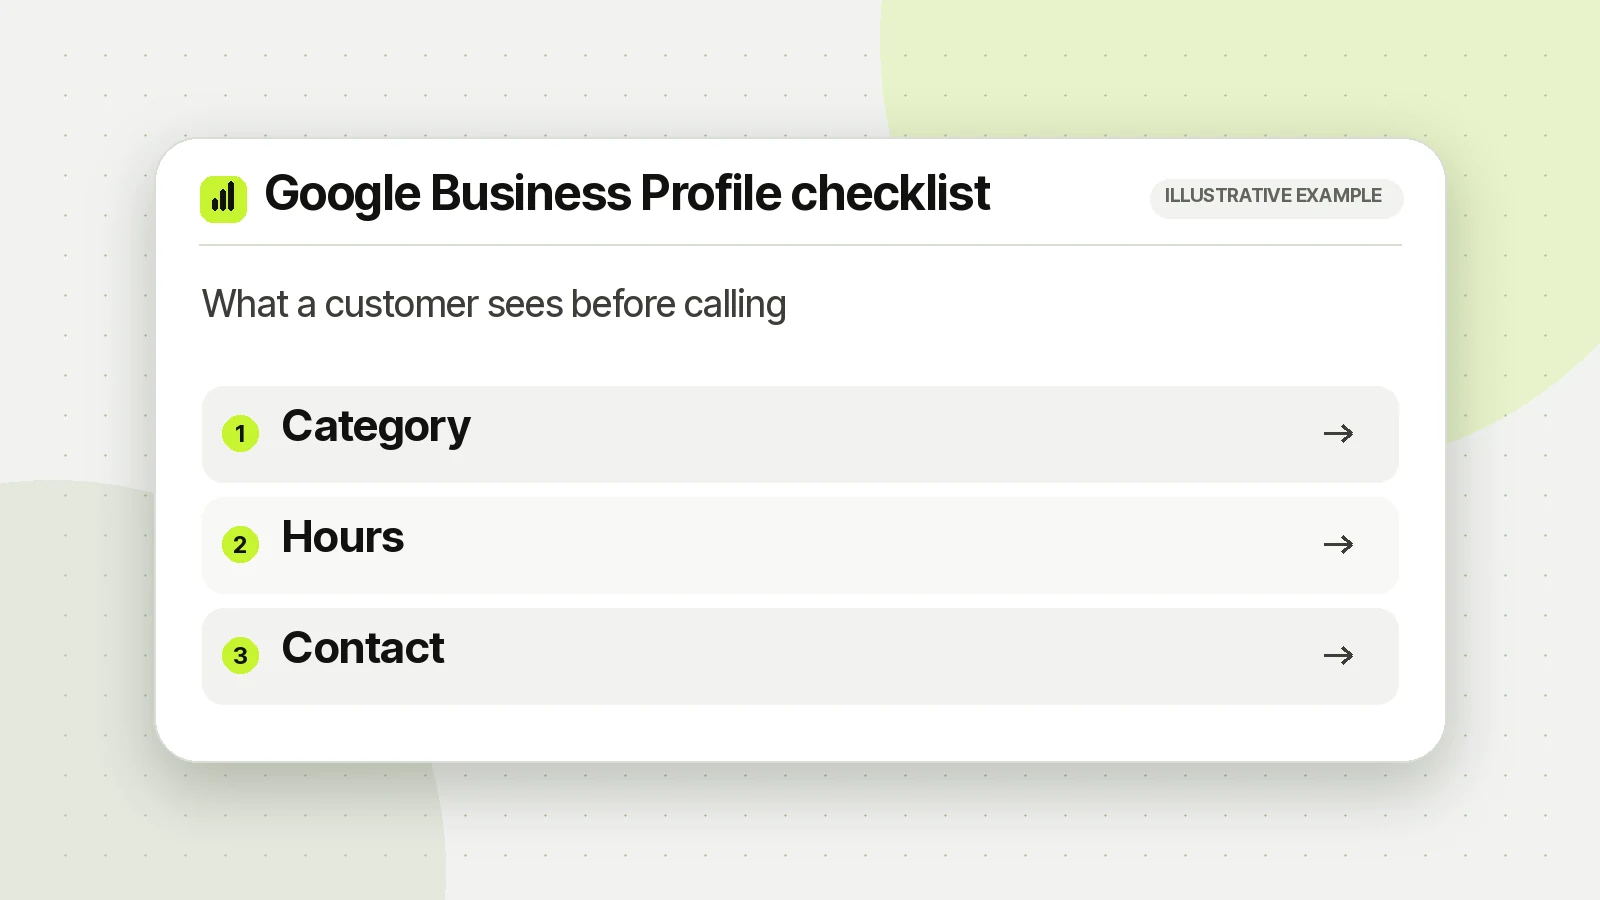 Google Business Profile checklist
ILLUSTRATIVE EXAMPLE
What a customer sees before calling
1 Category →
2 Hours →
3 Contact →